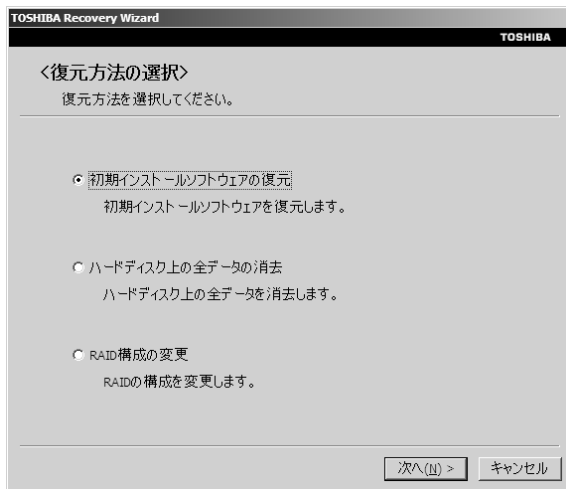 TOSHIBA Recovery Wizard
TOSHIBA
<復元方法の選択>
復元方法を選択してください。
初期インストールソフトウェアの復元
初期インストールソフトウェアを復元します。
ハードディスク上の全データの消去
ハードディスク上の全データを消去します。
RAID構成の変更
RAIDの構成を変更します。
次へ(N) > キャンセル